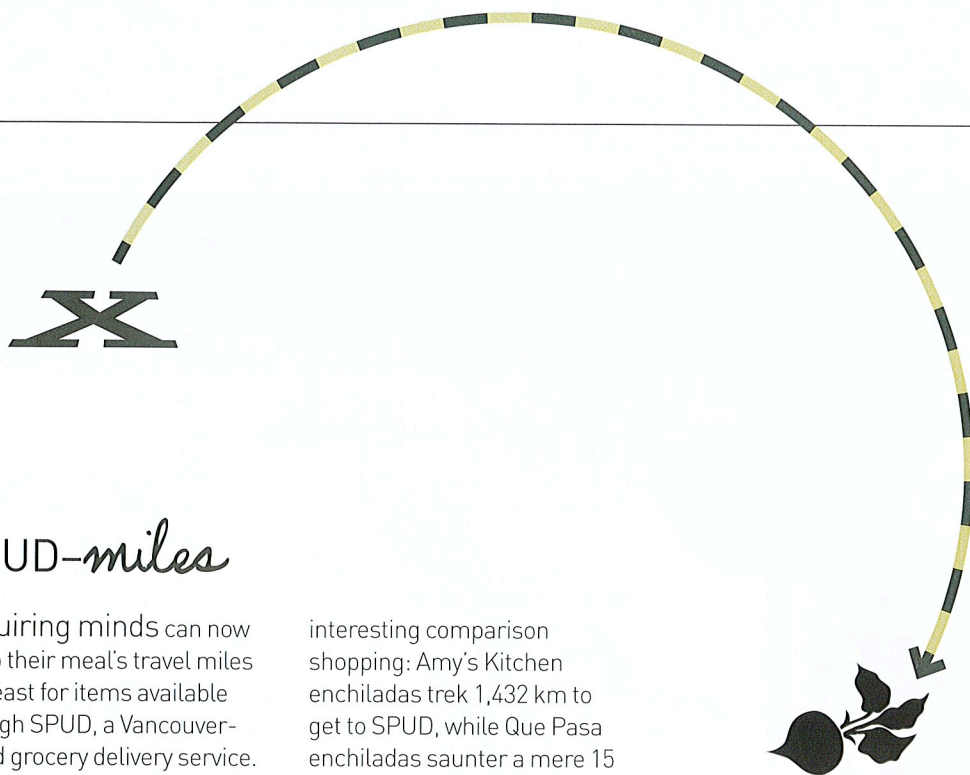 X
UD-miles
uiring minds can now
their meal's travel miles
east for items available
ugh SPUD, a Vancouver-
d grocery delivery service.
interesting comparison
shopping: Amy's Kitchen
enchiladas trek 1,432 km to
get to SPUD, while Que Pasa
enchiladas saunter a mere 15